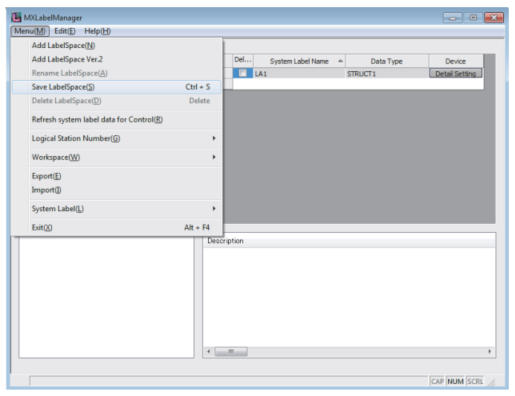 MXLabelManager
Menu(M) Edit(E) Help(H)
Add LabelSpace(N)
Add LabelSpace Ver.2
Rename LabelSpace(A)
Save LabelSpace(S) Ctrl + S
Delete LabelSpace(D) Delete
Refresh system label data for Control(R)
Logical Station Number(G)
Workspace(W)
Export(E)
Import(I)
System Label(L)
Exit(X) Alt + F4
Del... System Label Name Data Type Device
LA1 STRUCT1 Detail Setting
Description
CAP NUM SCRL